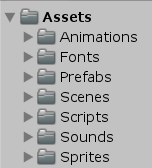 Assets
Animations
Fonts
Prefabs
Scenes
Scripts
Sounds
Sprites